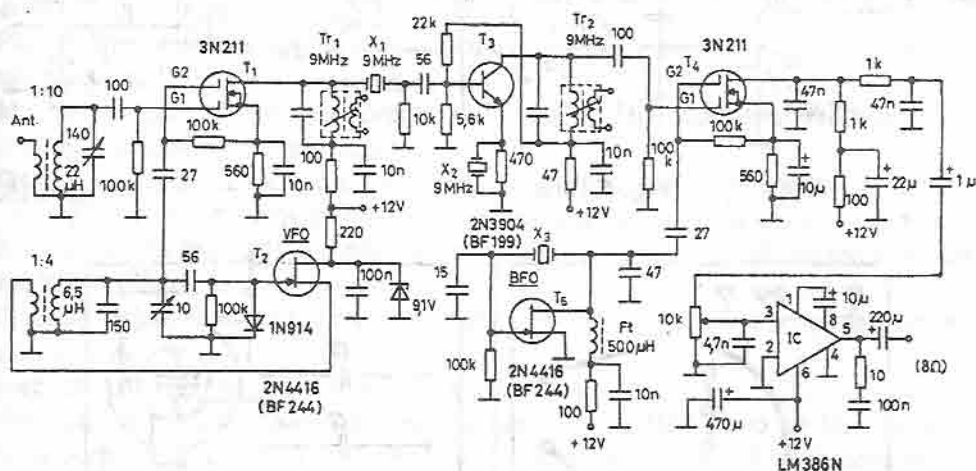 3N211
Tr₁
9MHz
X₁
9MHz
56
22k
T₃
Tr₂
9MHz
100
3N211
1:10
Ant.
140
22
µH
100
G2
G1
T₁
100k
100k
27
560
10n
100
10n
+12V
10k
5,6k
X₂
9MHz
470
2N3904
(BF199)
47
10n
+12V
100
k
G2
G1
T₄
100k
27
560
10µ
47n
1k
1k
47n
22µ
100
+12V
1µ
1:4
6,5
µH
150
10
56
100k
1N914
VFO
T₂
220
100n
9,1V
2N4416
(BF244)
15
X₃
BFO
T₅
100k
2N4416
(BF244)
47
Ft
500µH
100
10n
+12V
10k
4,7n
3
2
1
IC
8
10µ
5
4
6
220µ
(8Ω)
10
100n
470µ
+12V
LM386N